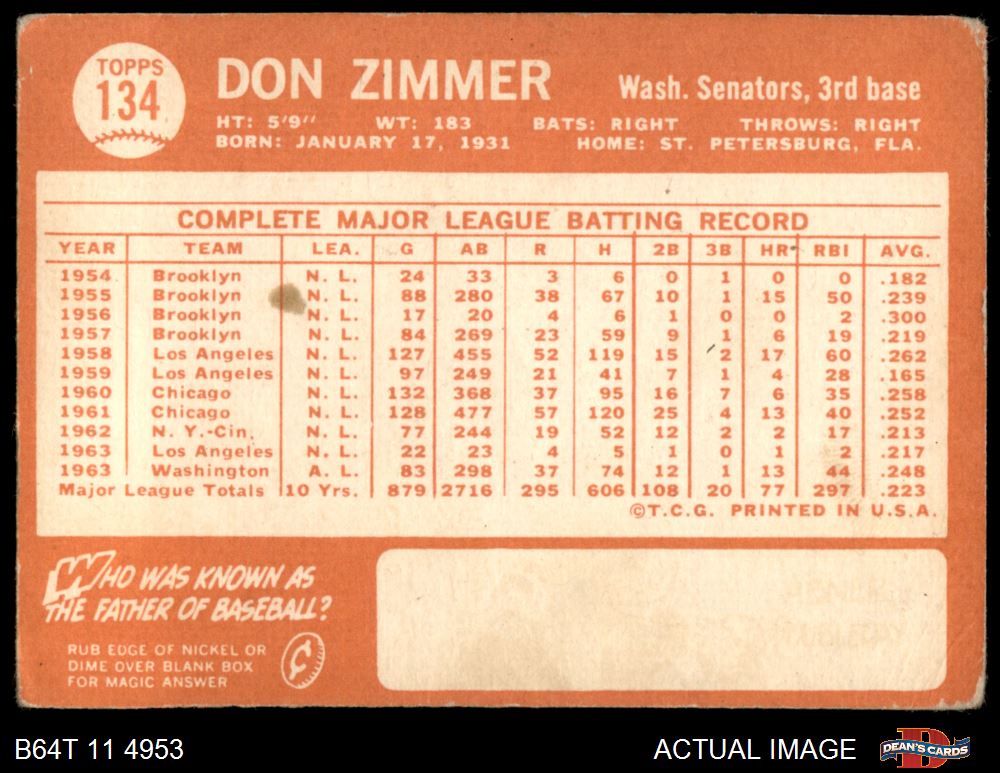 TOPPS
134
DON ZIMMER
Wash. Senators, 3rd base
HT: 5'9" WT: 183 BATS: RIGHT THROWS: RIGHT
BORN: JANUARY 17, 1931 HOME: ST. PETERSBURG, FLA.
COMPLETE MAJOR LEAGUE BATTING RECORD
YEAR TEAM LEA. G AB R H 2B 3B HR RBI AVG.
1954 Brooklyn N. L. 24 33 3 6 0 1 0 0 .182
1955 Brooklyn N. L. 88 280 38 67 10 1 15 50 .239
1956 Brooklyn N. L. 17 20 4 6 1 0 0 2 .300
1957 Brooklyn N. L. 84 269 23 59 9 1 6 19 .219
1958 Los Angeles N. L. 127 455 52 119 15 2 17 60 .262
1959 Los Angeles N. L. 97 249 21 41 7 1 4 28 .165
1960 Chicago N. L. 132 368 37 95 16 7 6 35 .258
1961 Chicago N. L. 128 477 57 120 25 4 13 40 .252
1962 N. Y.-Cin. N. L. 77 244 19 52 12 2 2 17 .213
1963 Los Angeles N. L. 22 23 4 5 1 0 1 2 .217
1963 Washington A. L. 83 298 37 74 12 1 13 44 .248
Major League Totals 10 Yrs. 879 2716 295 606 108 20 77 297 .223
©T.C.G. PRINTED IN U.S.A.
WHO WAS KNOWN AS
THE FATHER OF BASEBALL?
RUB EDGE OF NICKEL OR
DIME OVER BLANK BOX
FOR MAGIC ANSWER
B64T 11 4953
ACTUAL IMAGE
DEAN'S CARDS